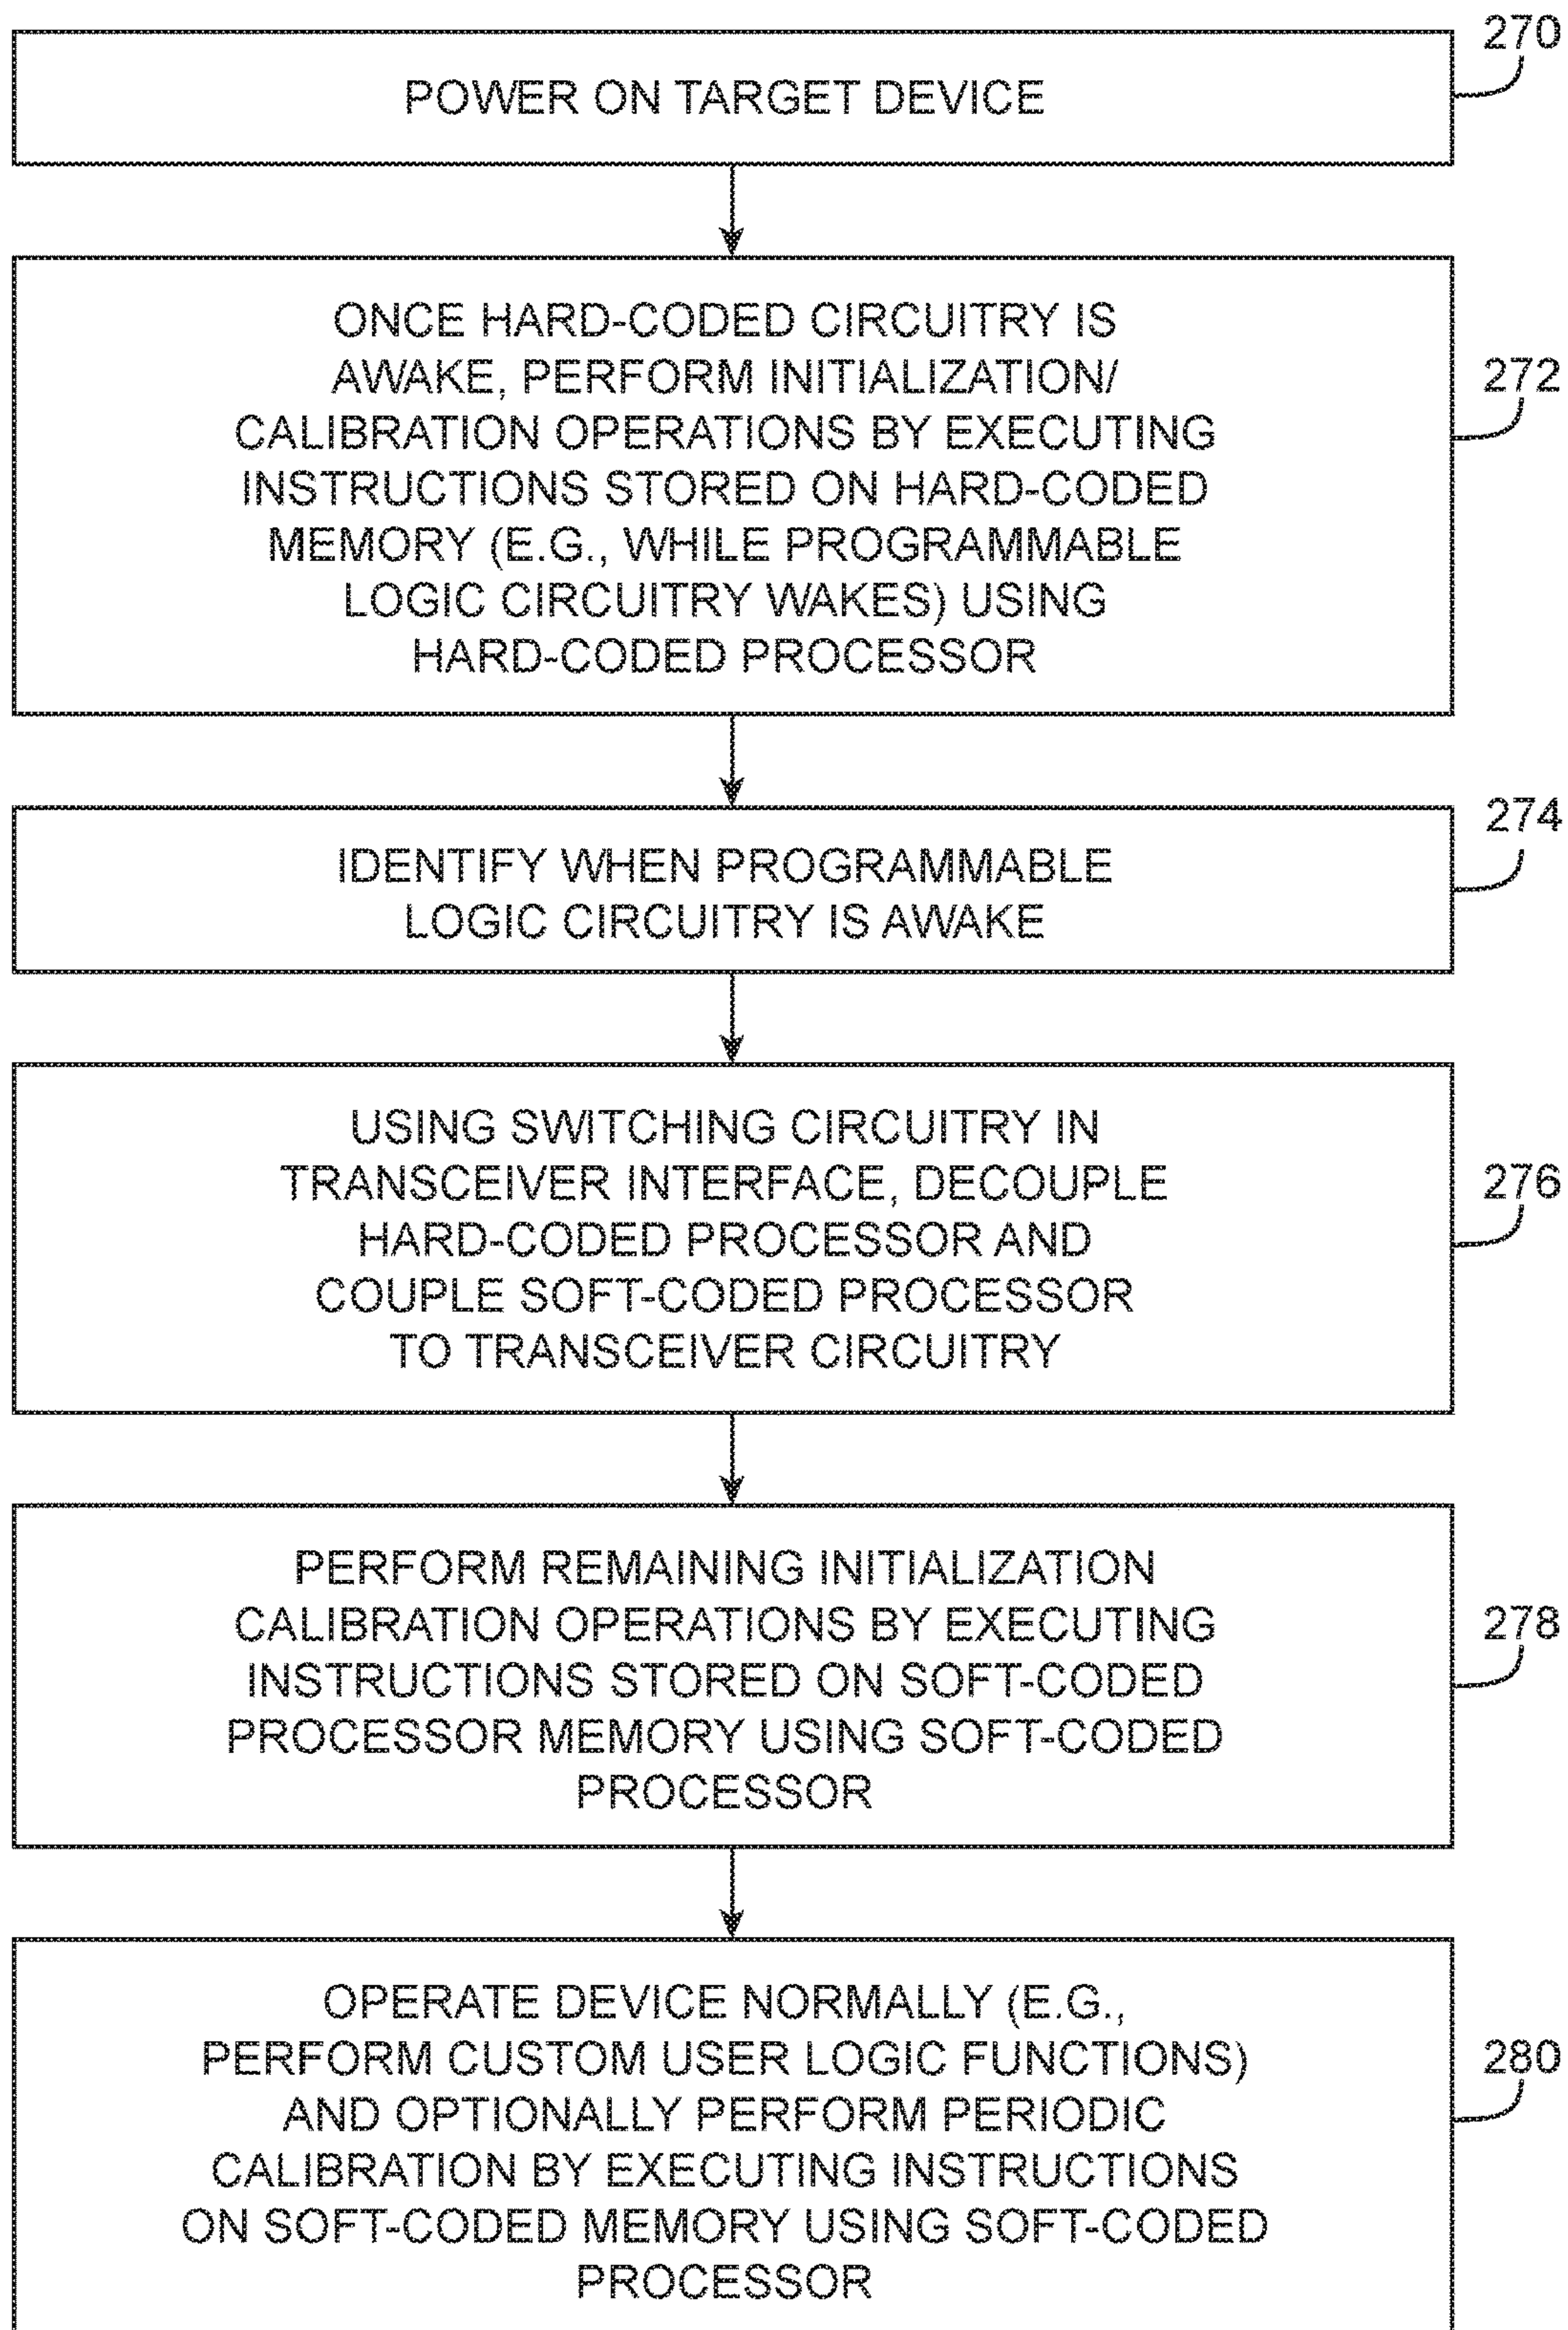 270
POWER ON TARGET DEVICE
ONCE HARD-CODED CIRCUITRY IS
AWAKE, PERFORM INITIALIZATION/
272
CALIBRATION OPERATIONS BY EXECUTING
INSTRUCTIONS STORED ON HARD-CODED
MEMORY (E.G., WHILE PROGRAMMABLE
LOGIC CIRCUITRY WAKES) USING
HARD-CODED PROCESSOR
274
IDENTIFY WHEN PROGRAMMABLE
LOGIC CIRCUITRY IS AWAKE
USING SWITCHING CIRCUITRY IN
TRANSCEIVER INTERFACE, DECOUPLE
276
HARD-CODED PROCESSOR AND
COUPLE SOFT-CODED PROCESSOR
TO TRANSCEIVER CIRCUITRY
PERFORM REMAINING INITIALIZATION
CALIBRATION OPERATIONS BY EXECUTING
278
INSTRUCTIONS STORED ON SOFT-CODED
PROCESSOR MEMORY USING SOFT-CODED
PROCESSOR
OPERATE DEVICE NORMALLY (E.G.,
PERFORM CUSTOM USER LOGIC FUNCTIONS)
280
AND OPTIONALLY PERFORM PERIODIC
CALIBRATION BY EXECUTING INSTRUCTIONS
ON SOFT-CODED MEMORY USING SOFT-CODED
PROCESSOR